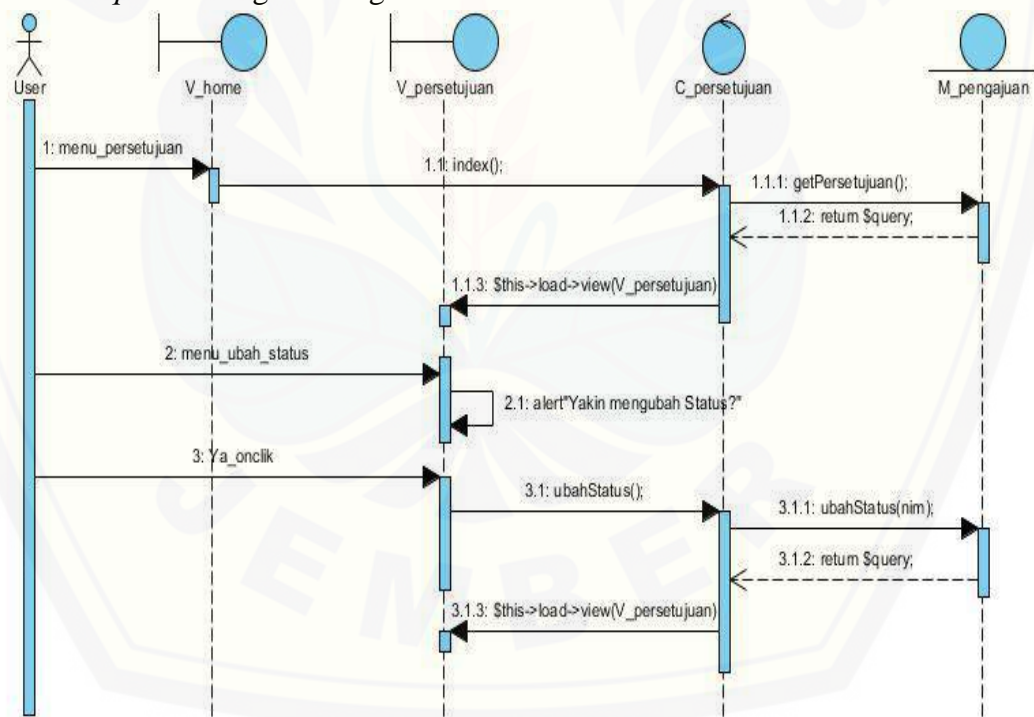 User
V_home
V_persetujuan
C_persetujuan
M_pengajuan
1: menu_persetujuan
1.1: index();
1.1.1: getPersetujuan();
1.1.2: return $query;
1.1.3: $this->load->view(V_persetujuan)
2: menu_ubah_status
2.1: alert"Yakin mengubah Status?"
3: Ya_onclik
3.1: ubahStatus();
3.1.1: ubahStatus(nim);
3.1.2: return $query;
3.1.3: $this->load->view(V_persetujuan)
JEMBER